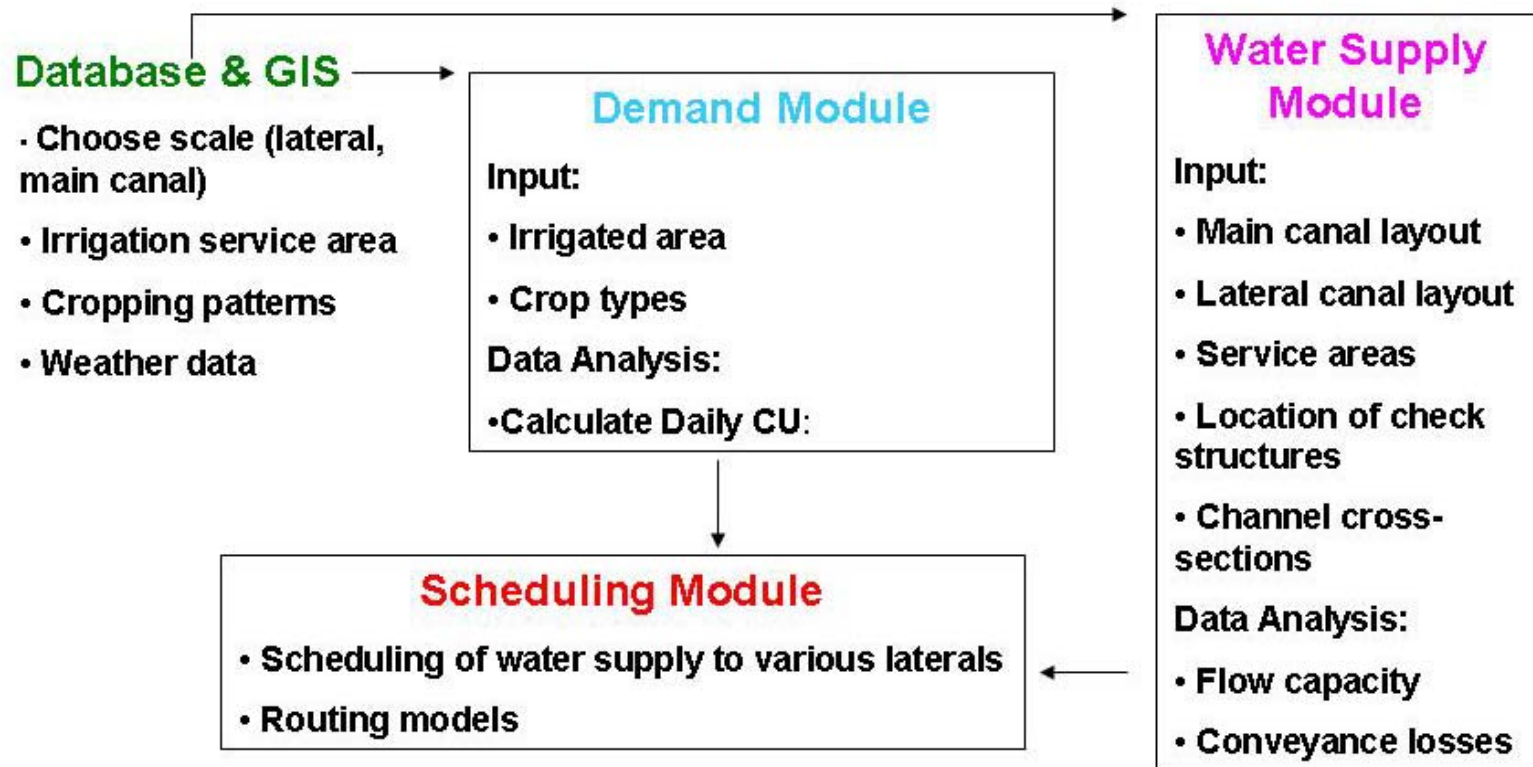 Database & GIS
· Choose scale (lateral,
main canal)
• Irrigation service area
• Cropping patterns
• Weather data
Demand Module
Input:
• Irrigated area
• Crop types
Data Analysis:
•Calculate Daily CU:
Scheduling Module
• Scheduling of water supply to various laterals
• Routing models
Water Supply
Module
Input:
• Main canal layout
• Lateral canal layout
• Service areas
• Location of check
structures
• Channel cross-
sections
Data Analysis:
• Flow capacity
• Conveyance losses